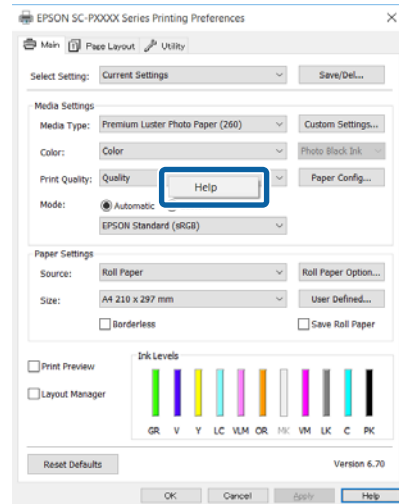 EPSON SC-PXXXX Series Printing Preferences
Main Page Layout Utility
Select Setting: Current Settings Save/Del...
Media Settings
Media Type: Premium Luster Photo Paper (260) Custom Settings...
Color: Color Photo Black Ink
Print Quality: Quality Paper Config...
Help
Mode: Automatic
EPSON Standard (sRGB)
Paper Settings
Source: Roll Paper Roll Paper Option...
Size: A4 210 x 297 mm User Defined...
Borderless Save Roll Paper
Print Preview
Layout Manager
Ink Levels
GR V Y LC VLM OR MK VM LK C PK
Reset Defaults Version 6.70
OK Cancel Apply Help